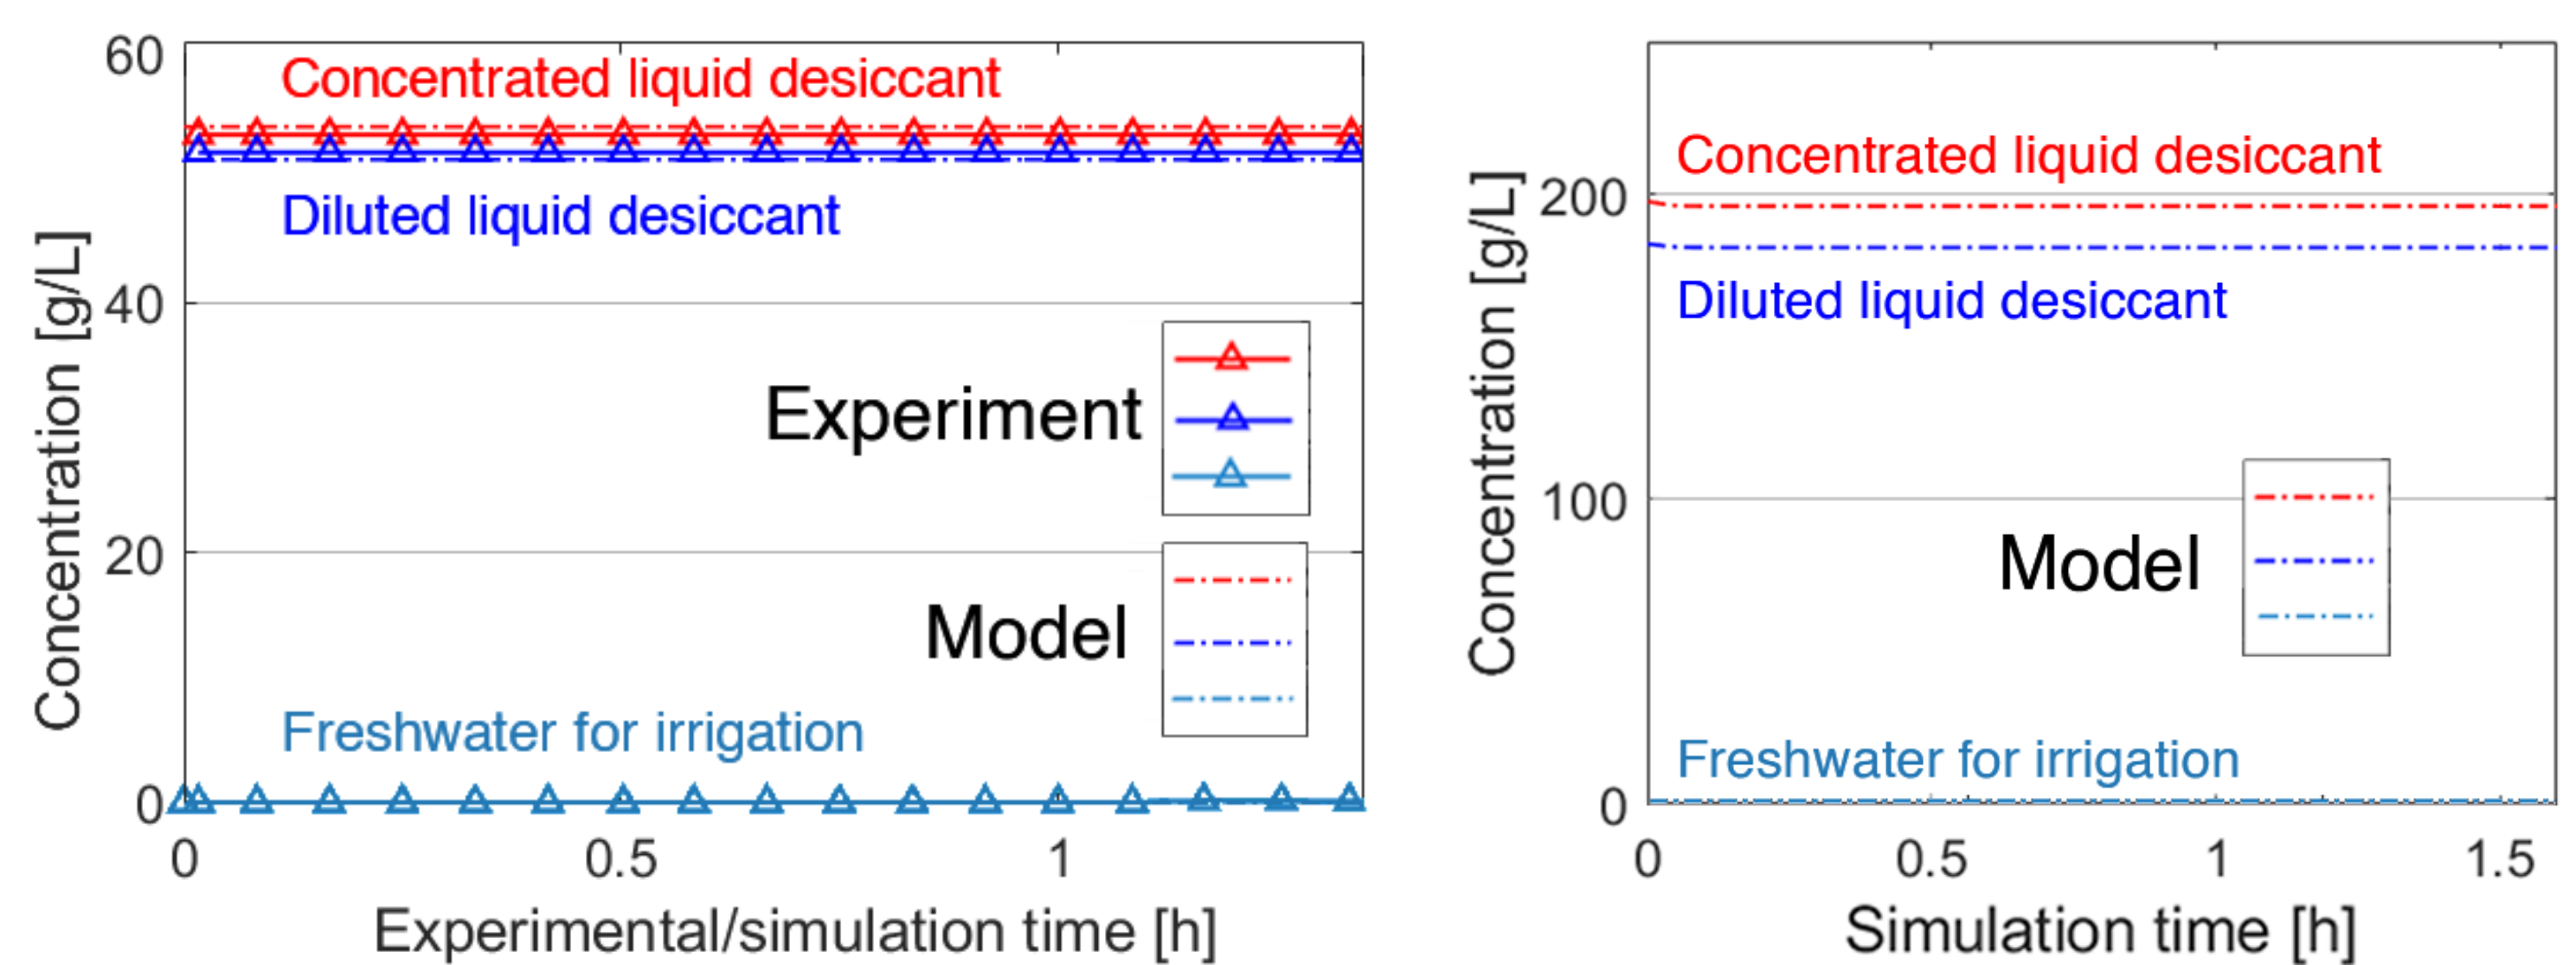 60
40
20
0
Concentration [g/L]
Concentrated liquid desiccant
Diluted liquid desiccant
Experiment
Model
Freshwater for irrigation
0 0.5 1
Experimental/simulation time [h]
200
100
0
Concentration [g/L]
Concentrated liquid desiccant
Diluted liquid desiccant
Model
Freshwater for irrigation
0 0.5 1 1.5
Simulation time [h]